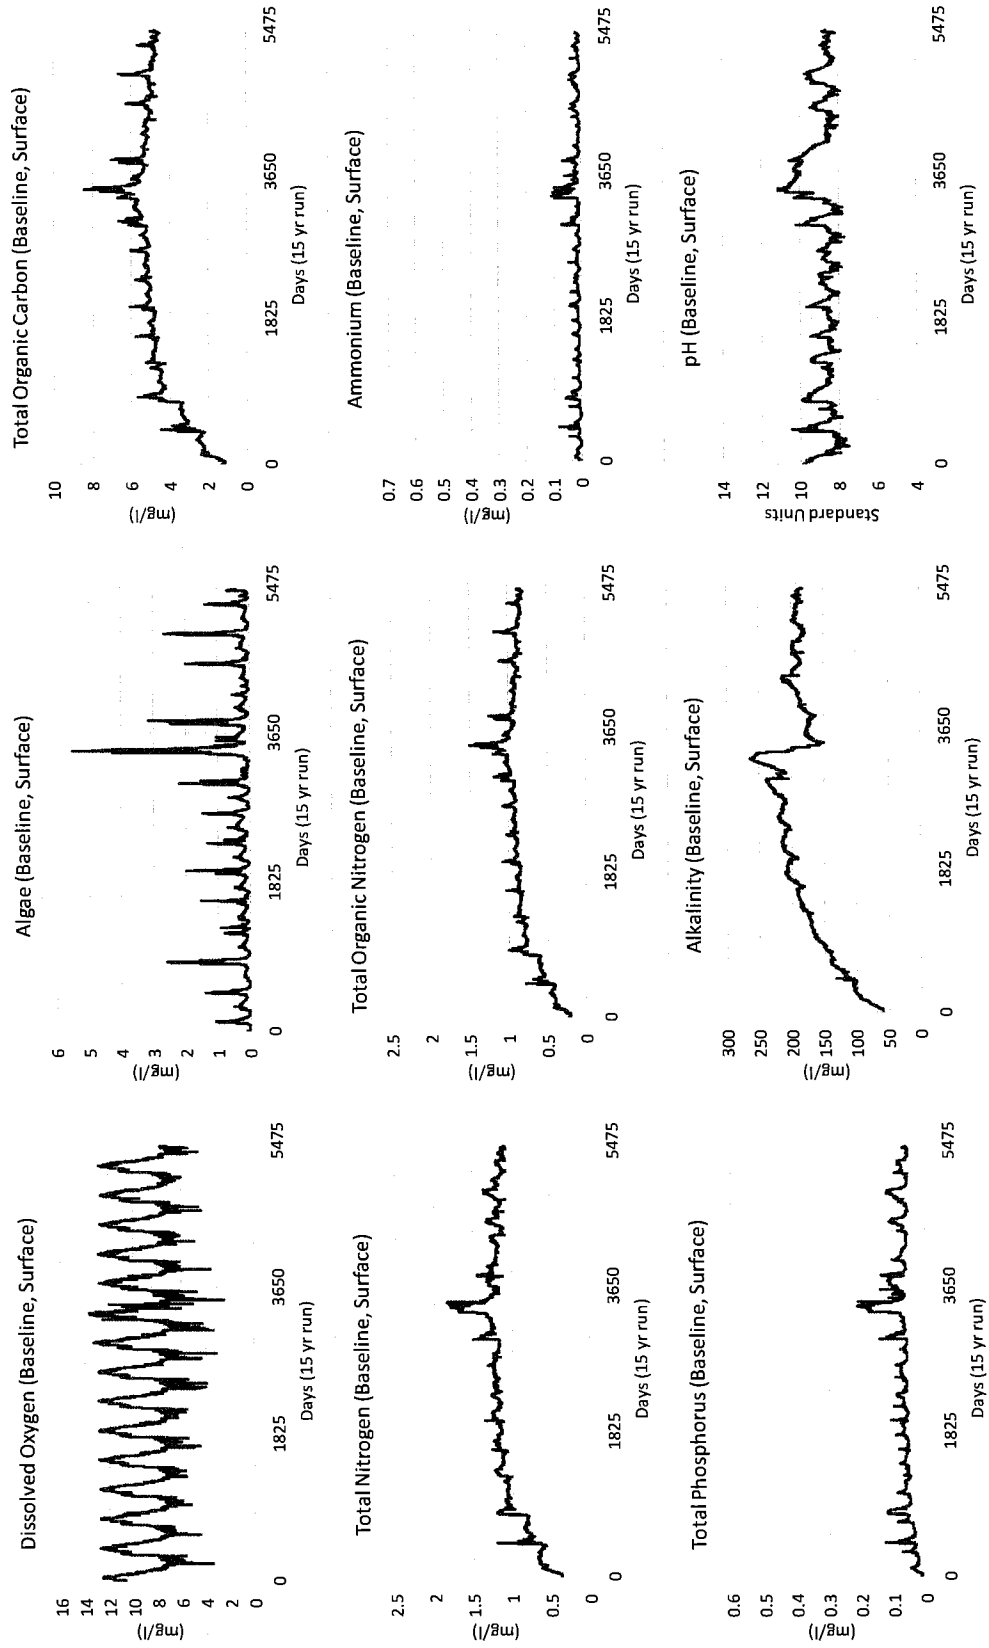 Dissolved Oxygen (Baseline, Surface)
16
14
12
10
8
6
4
2
0
(mg/l)
0 1825 3650 5475
Days (15 yr run)
Algae (Baseline, Surface)
6
5
4
3
2
1
0
(mg/l)
0 1825 3650 5475
Days (15 yr run)
Total Organic Carbon (Baseline, Surface)
10
8
6
4
2
0
(mg/l)
0 1825 3650 5475
Days (15 yr run)
Total Nitrogen (Baseline, Surface)
2.5
2
1.5
1
0.5
0
(mg/l)
0 1825 3650 5475
Days (15 yr run)
Total Organic Nitrogen (Baseline, Surface)
2.5
2
1.5
1
0.5
0
(mg/l)
0 1825 3650 5475
Days (15 yr run)
Ammonium (Baseline, Surface)
0.7
0.6
0.5
0.4
0.3
0.2
0.1
0
(mg/l)
0 1825 3650 5475
Days (15 yr run)
Total Phosphorus (Baseline, Surface)
0.6
0.5
0.4
0.3
0.2
0.1
0
(mg/l)
0 1825 3650 5475
Days (15 yr run)
Alkalinity (Baseline, Surface)
300
250
200
150
100
50
0
(mg/l)
0 1825 3650 5475
Days (15 yr run)
pH (Baseline, Surface)
14
12
10
8
6
4
Standard Units
0 1825 3650 5475
Days (15 yr run)